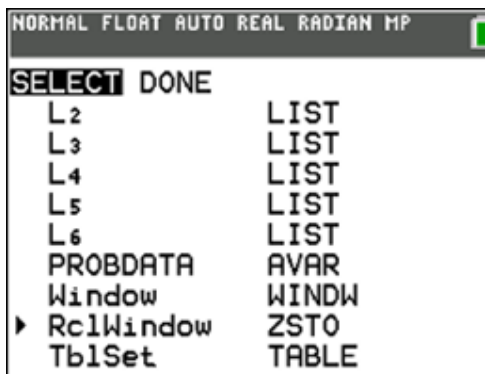 NORMAL FLOAT AUTO REAL RADIAN MP
SELECT DONE
L₂ LIST
L₃ LIST
L₄ LIST
L₅ LIST
L₆ LIST
PROBDATA AVAR
Window WINDW
▸ RclWindow ZSTO
TblSet TABLE